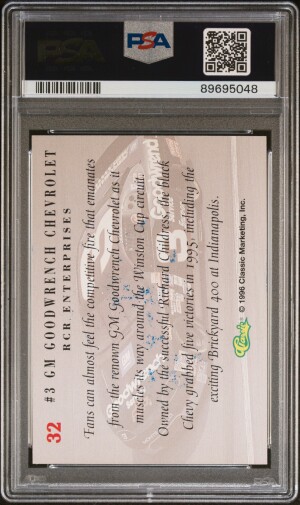 PSA
PSA
89695048
32
#3 GM GOODWRENCH CHEVROLET
RCR ENTERPRISES
Fans can almost feel the competitive fire that emanates
from the renown GM Goodwrench Chevrolet as it
muscles its way around the Winston Cup circuit.
Owned by the successful Richard Childress, the black
Chevy grabbed five victories in 1995, including the
exciting Brickyard 400 at Indianapolis.
Classic
© 1996 Classic Marketing, Inc.